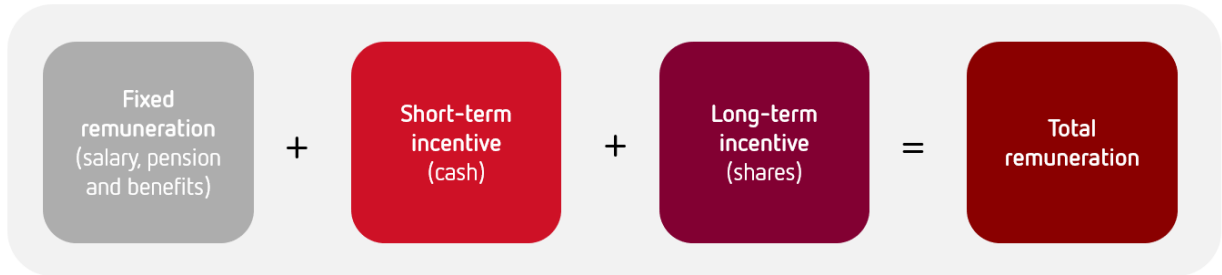 Fixed
remuneration
(salary, pension
and benefits)
+
Short-term
incentive
(cash)
+
Long-term
incentive
(shares)
=
Total
remuneration